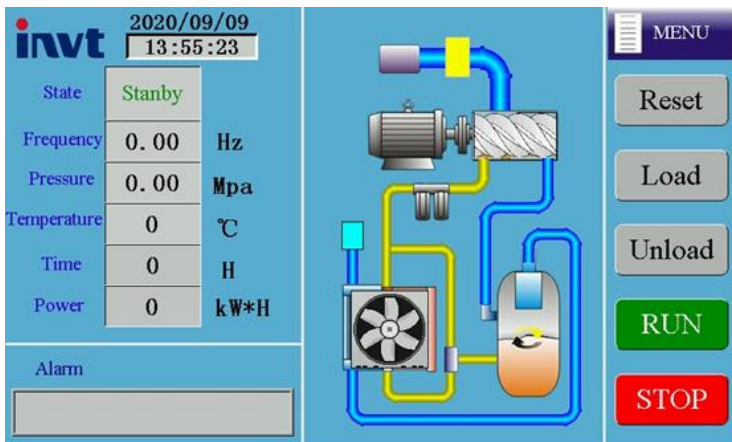 invt
2020/09/09
13:55:23
State Stanby
Frequency 0.00 Hz
Pressure 0.00 Mpa
Temperature 0 ℃
Time 0 H
Power 0 kW*H
Alarm
MENU
Reset
Load
Unload
RUN
STOP